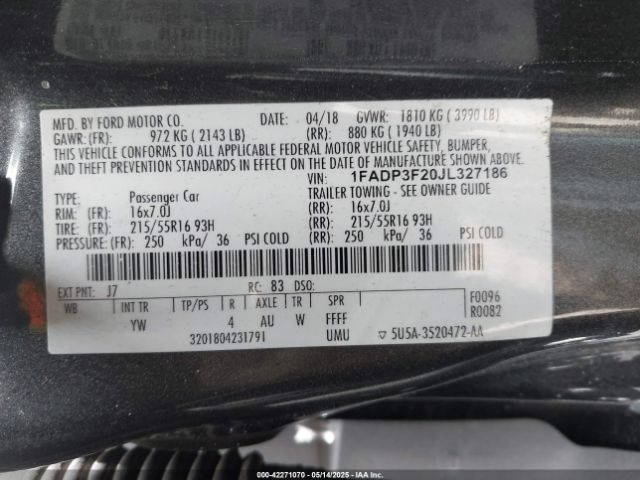 MFD. BY FORD MOTOR CO. DATE: 04/18 GVWR: 1810 KG ( 3990 LB)
GAWR: (FR): 972 KG ( 2143 LB) (RR): 880 KG ( 1940 LB)
THIS VEHICLE CONFORMS TO ALL APPLICABLE FEDERAL MOTOR VEHICLE SAFETY, BUMPER,
AND THEFT PREVENTION STANDARDS IN EFFECT ON THE DATE OF MANUFACTURE SHOWN ABOVE.
VIN: 1FADP3F20JL327186
TYPE: Passenger Car TRAILER TOWING - SEE OWNER GUIDE
RIM: (FR) 16x7.0J (RR): 16x7.0J
TIRE: (FR) 215/55R16 93H (RR): 215/55R16 93H
PRESSURE: (FR) 250 kPa/ 36 PSI COLD (RR): 250 kPa/ 36 PSI COLD
EXT PNT: J7 RC: 83 DSO:
WB INT TR TP/PS R AXLE TR SPR F0096
YW 4 AU W FFFF R0082
3201804231791 UMU ▽ 5U5A-3520472-AA
000-42271070 - 05/14/2025 - IAAI.COM